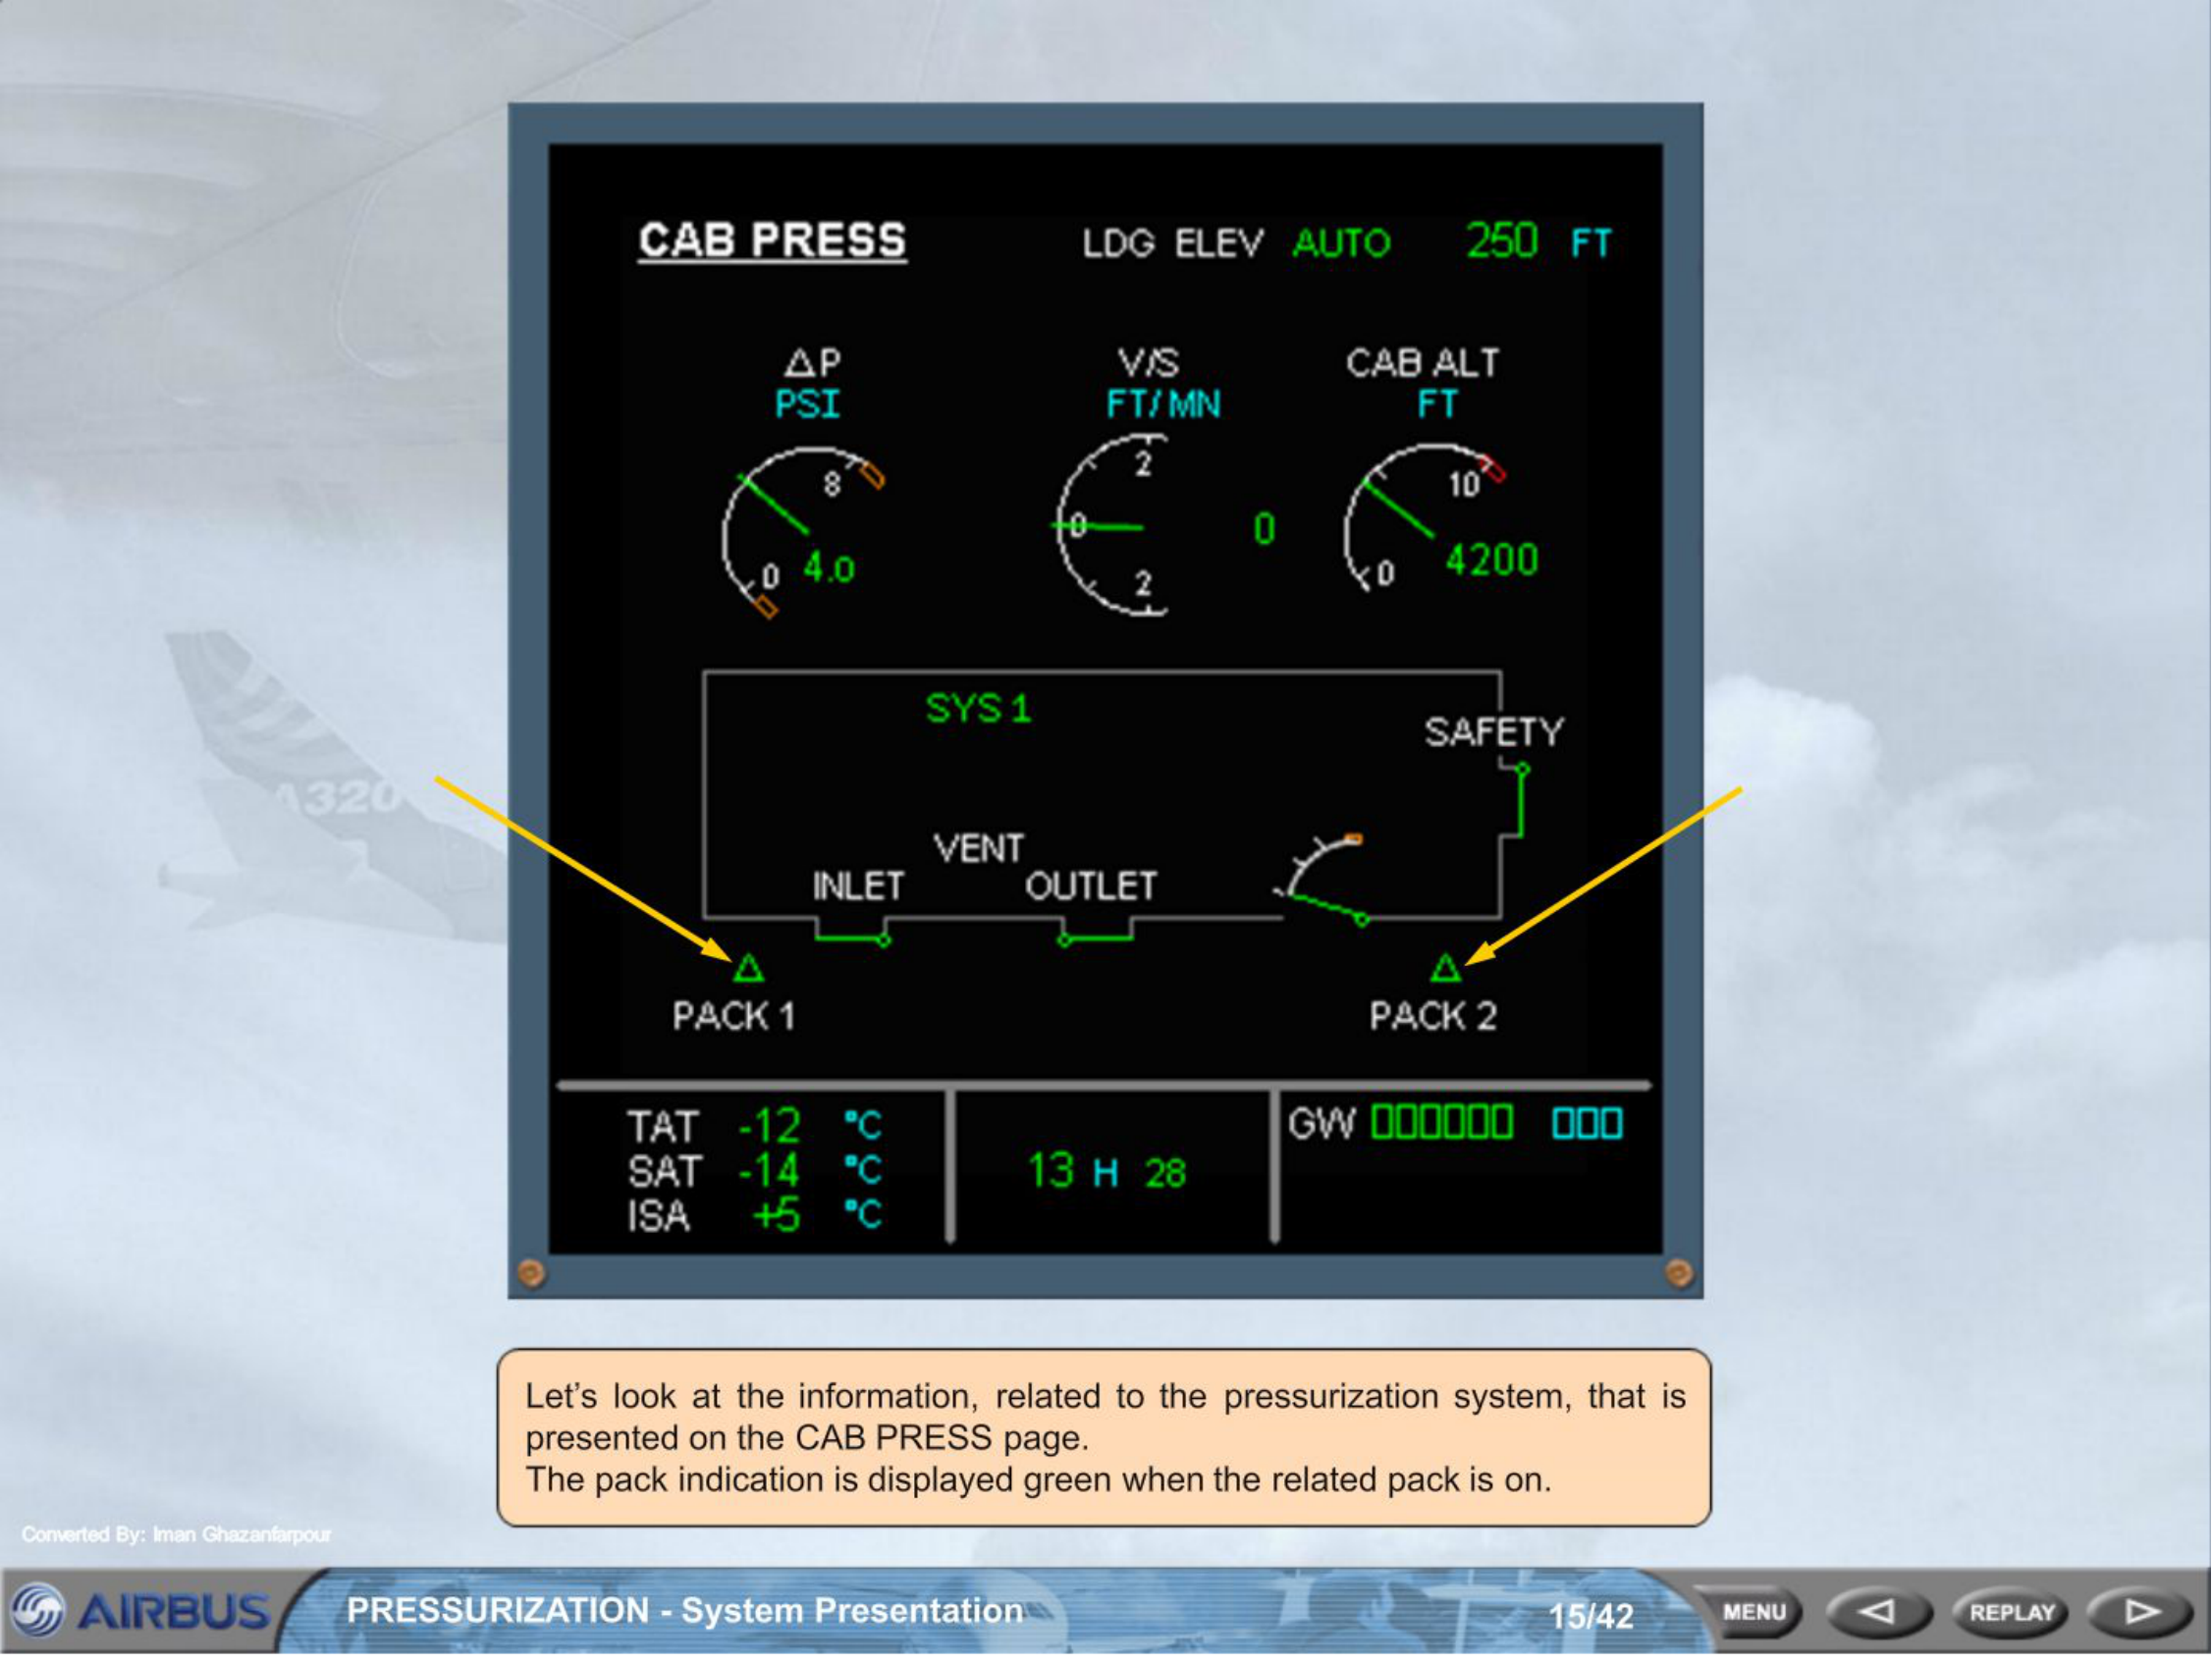 CAB PRESS LDG ELEV AUTO 250 FT
ΔP V/S CAB ALT
PSI FT/MN FT
8 2 10
0 0
0 4.0 2 0 4200
SYS 1
SAFETY
A320
VENT
INLET OUTLET
PACK 1 PACK 2
TAT -12 °C GW
SAT -14 °C 13 H 28
ISA +5 °C
Let's look at the information, related to the pressurization system, that is
presented on the CAB PRESS page.
The pack indication is displayed green when the related pack is on.
Converted By: Iman Ghazanfarpour
AIRBUS PRESSURIZATION - System Presentation 15/42 MENU REPLAY